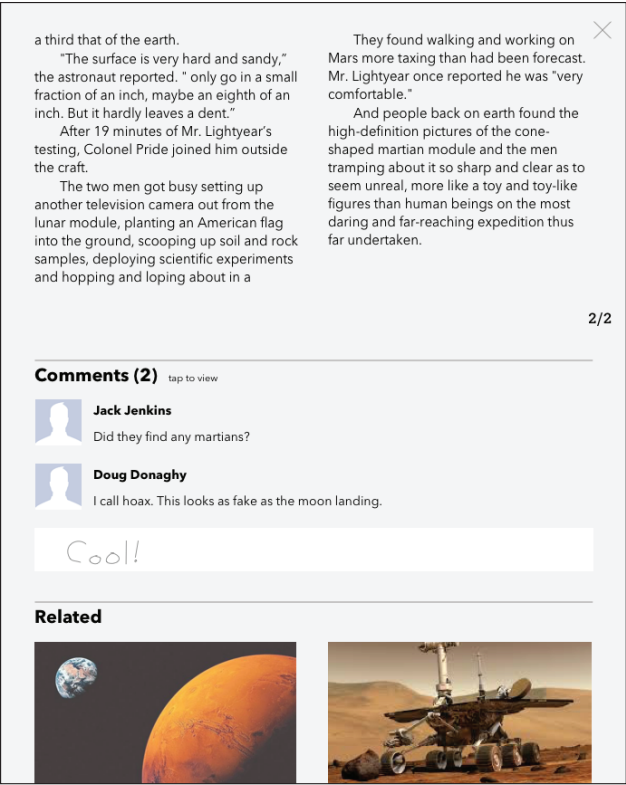 a third that of the earth.
"The surface is very hard and sandy,"
the astronaut reported. " only go in a small
fraction of an inch, maybe an eighth of an
inch. But it hardly leaves a dent."
After 19 minutes of Mr. Lightyear's
testing, Colonel Pride joined him outside
the craft.
The two men got busy setting up
another television camera out from the
lunar module, planting an American flag
into the ground, scooping up soil and rock
samples, deploying scientific experiments
and hopping and loping about in a
They found walking and working on
Mars more taxing than had been forecast.
Mr. Lightyear once reported he was "very
comfortable."
And people back on earth found the
high-definition pictures of the cone-
shaped martian module and the men
tramping about it so sharp and clear as to
seem unreal, more like a toy and toy-like
figures than human beings on the most
daring and far-reaching expedition thus
far undertaken.
2/2
Comments (2) tap to view
Jack Jenkins
Did they find any martians?
Doug Donaghy
I call hoax. This looks as fake as the moon landing.
Cool!
Related